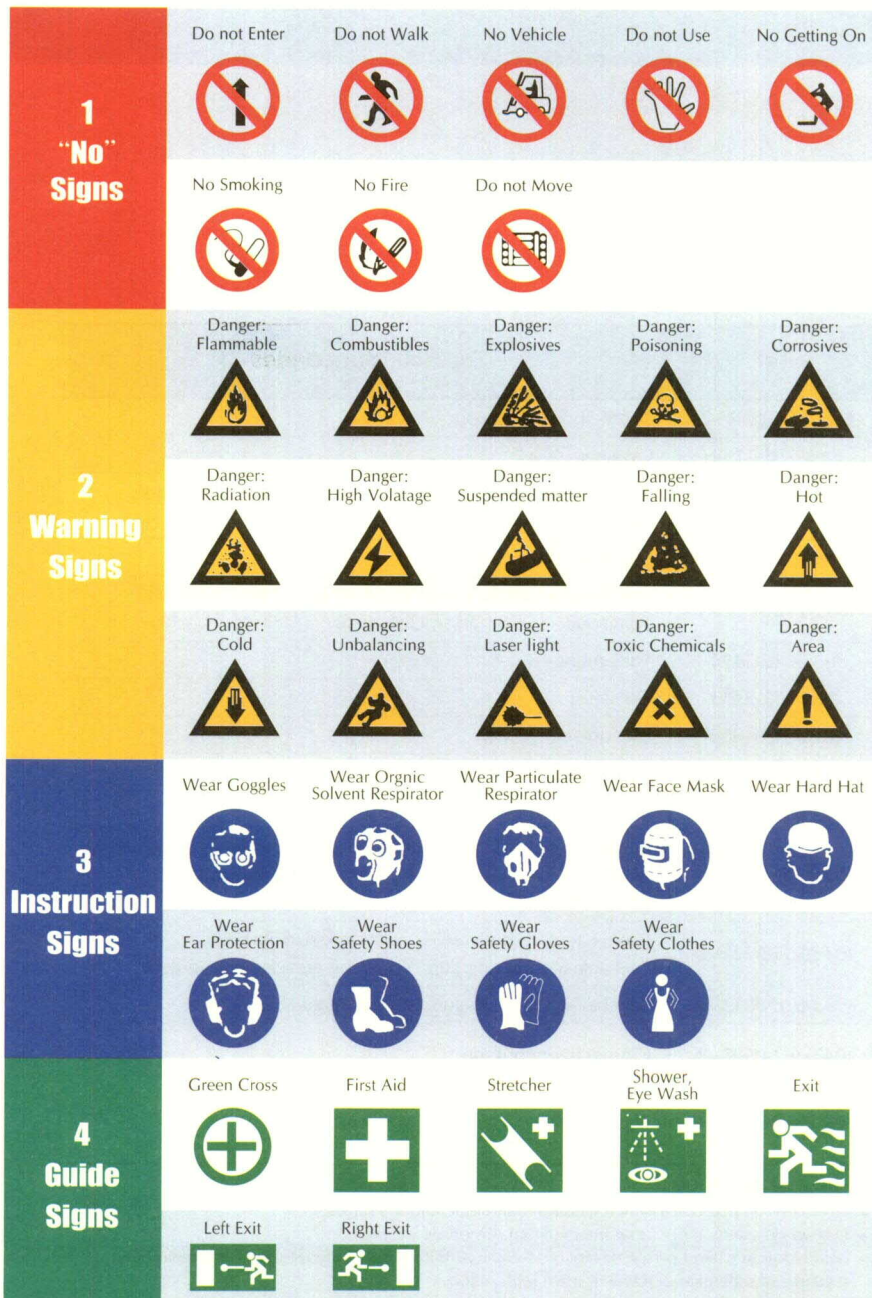 1
“No”
Signs
Do not Enter
Do not Walk
No Vehicle
Do not Use
No Getting On
No Smoking
No Fire
Do not Move
2
Warning
Signs
Danger:
Flammable
Danger:
Combustibles
Danger:
Explosives
Danger:
Poisoning
Danger:
Corrosives
Danger:
Radiation
Danger:
High Volatage
Danger:
Suspended matter
Danger:
Falling
Danger:
Hot
Danger:
Cold
Danger:
Unbalancing
Danger:
Laser light
Danger:
Toxic Chemicals
Danger:
Area
3
Instruction
Signs
Wear Goggles
Wear Orgnic
Solvent Respirator
Wear Particulate
Respirator
Wear Face Mask
Wear Hard Hat
Wear
Ear Protection
Wear
Safety Shoes
Wear
Safety Gloves
Wear
Safety Clothes
4
Guide
Signs
Green Cross
First Aid
Stretcher
Shower,
Eye Wash
Exit
Left Exit
Right Exit